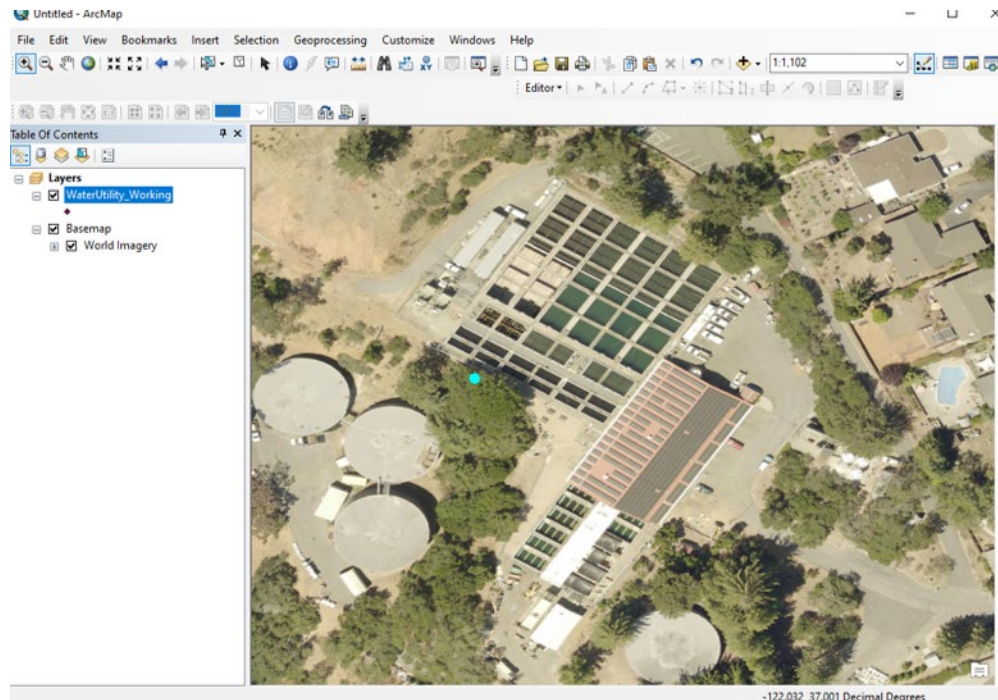 Untitled - ArcMap
File Edit View Bookmarks Insert Selection Geoprocessing Customize Windows Help
1:1,102
Editor
Table Of Contents
Layers
WaterUtility_Working
Basemap
World Imagery
-122.032 37.001 Decimal Degrees